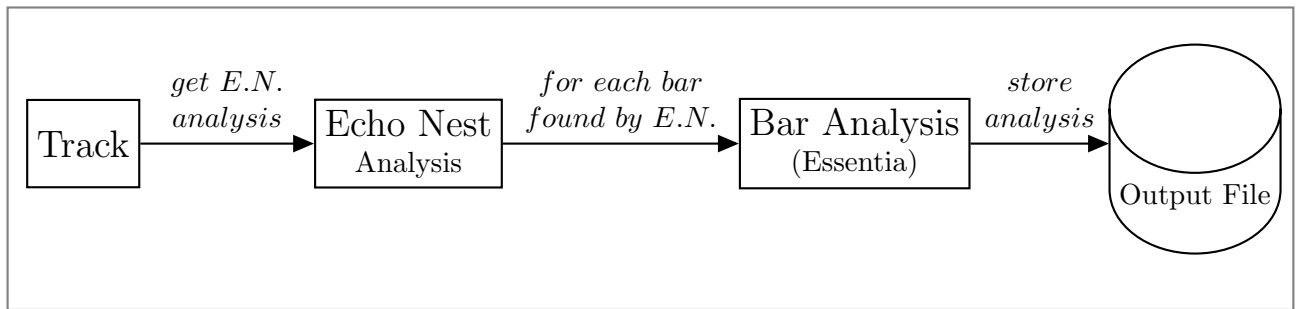 Track
get E.N.
analysis
Echo Nest
Analysis
for each bar
found by E.N.
Bar Analysis
(Essentia)
store
analysis
Output File